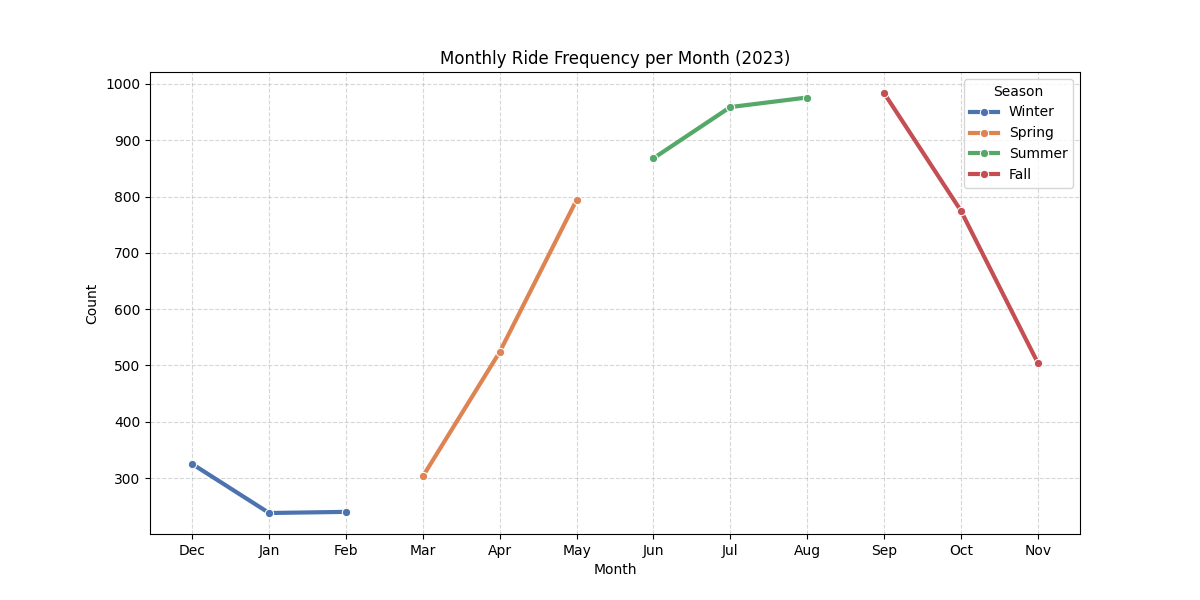 Monthly Ride Frequency per Month (2023)
1000
900
800
700
600
500
400
300
Count
Season
Winter
Spring
Summer
Fall
Dec Jan Feb Mar Apr May Jun Jul Aug Sep Oct Nov
Month